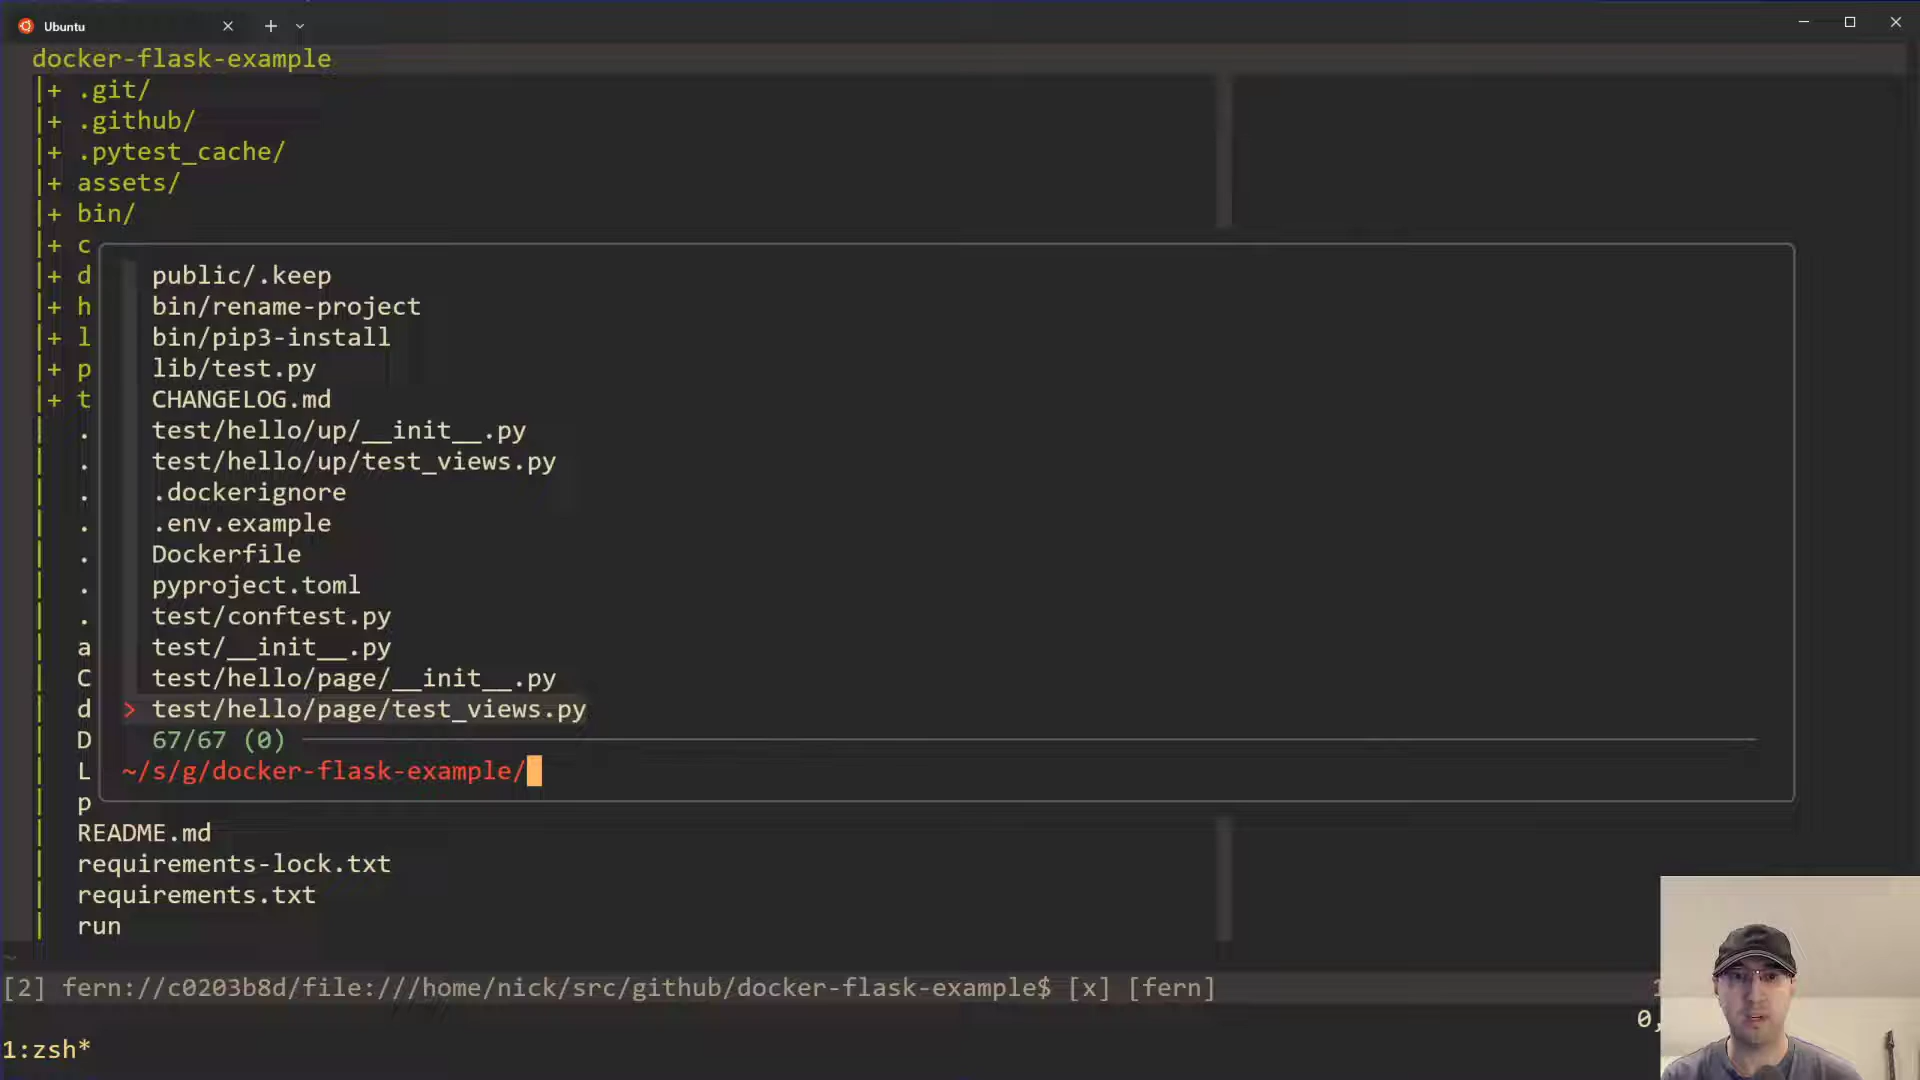 Ubuntu
docker-flask-example
|+ .git/
|+ .github/
|+ .pytest_cache/
|+ assets/
|+ bin/
|+ c
|+ d
|+ h
|+ l
|+ p
|+ t
| .
| .
| .
| .
| .
| .
| a
| C
| d
| D
| L
| p
public/.keep
bin/rename-project
bin/pip3-install
lib/test.py
CHANGELOG.md
test/hello/up/__init__.py
test/hello/up/test_views.py
.dockerignore
.env.example
Dockerfile
pyproject.toml
test/conftest.py
test/__init__.py
test/hello/page/__init__.py
> test/hello/page/test_views.py
67/67 (0)
~/s/g/docker-flask-example/
| README.md
| requirements-lock.txt
| requirements.txt
| run
~
[2] fern://c0203b8d/file:///home/nick/src/github/docker-flask-example$ [x] [fern]
0,
1:zsh*